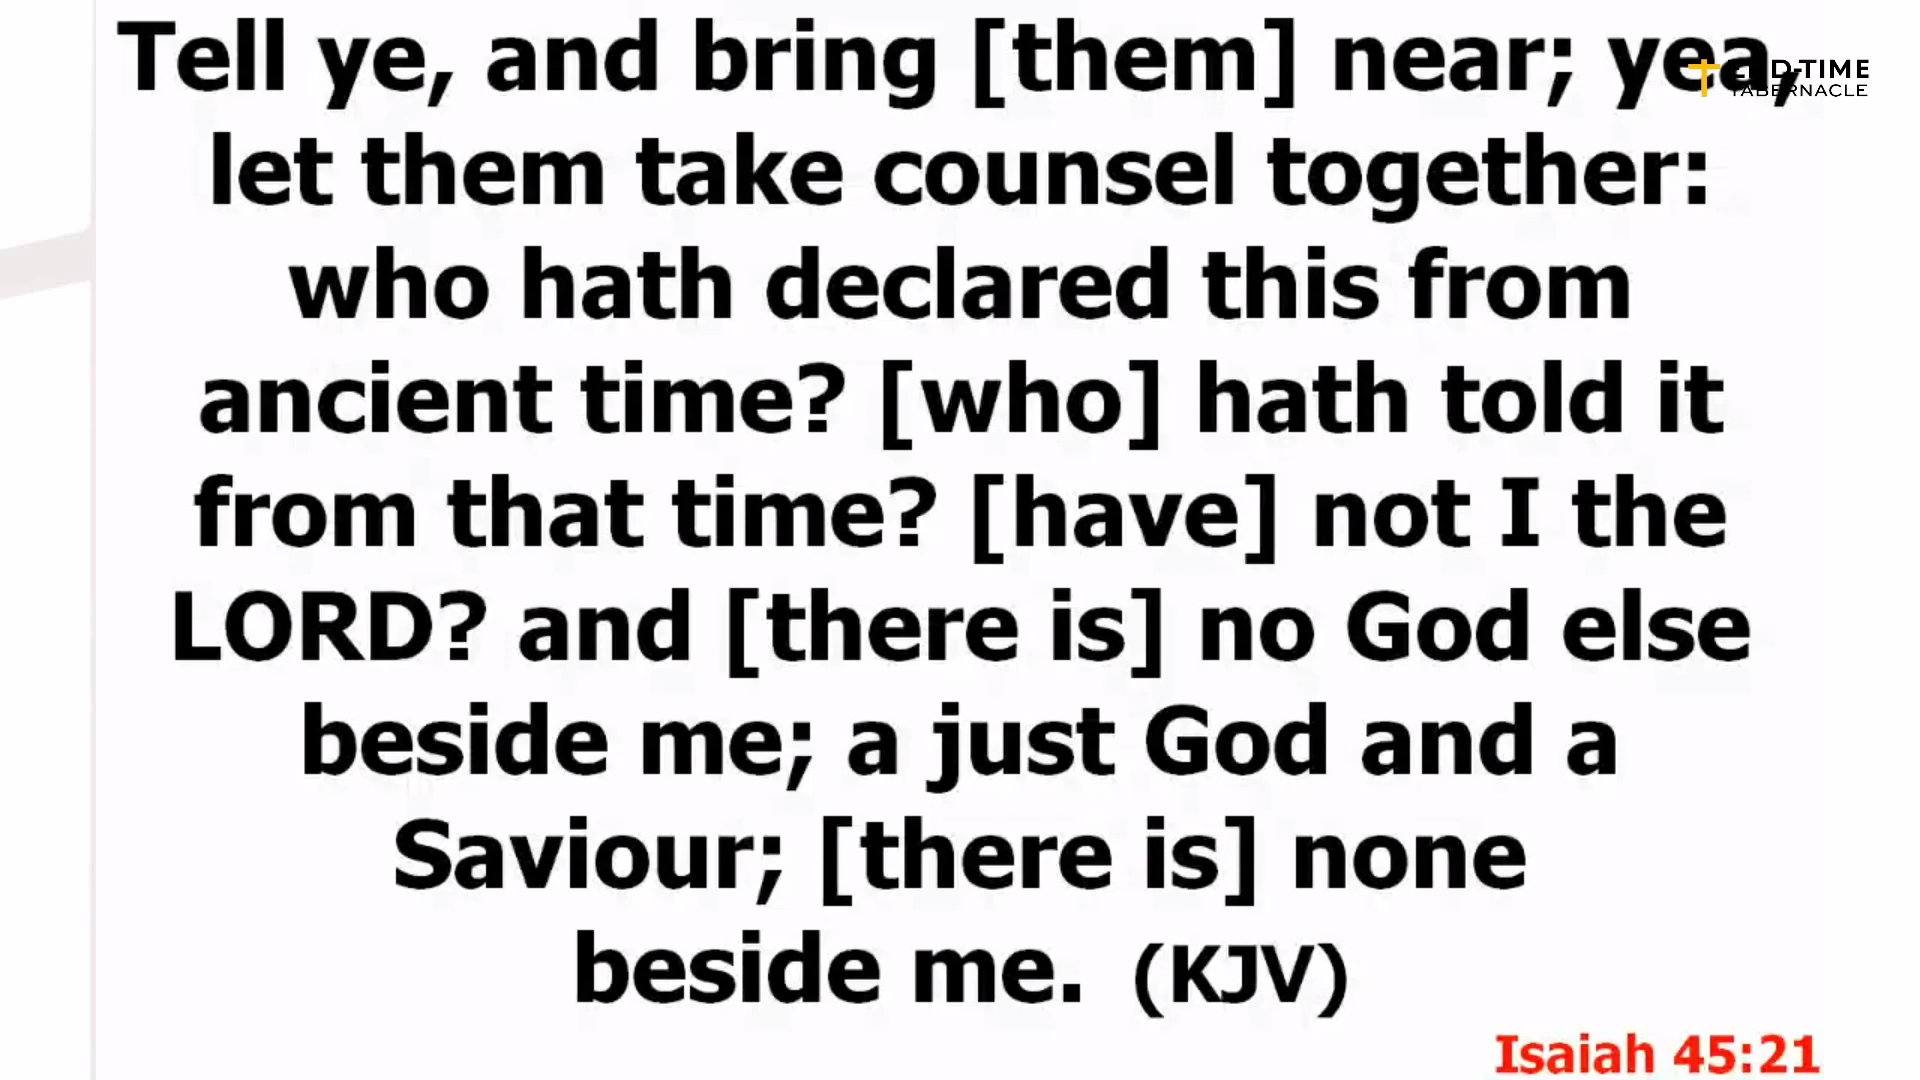 Tell ye, and bring [them] near; yea,
let them take counsel together:
who hath declared this from
ancient time? [who] hath told it
from that time? [have] not I the
LORD? and [there is] no God else
beside me; a just God and a
Saviour; [there is] none
beside me. (KJV)
Isaiah 45:21
END-TIME
TABERNACLE